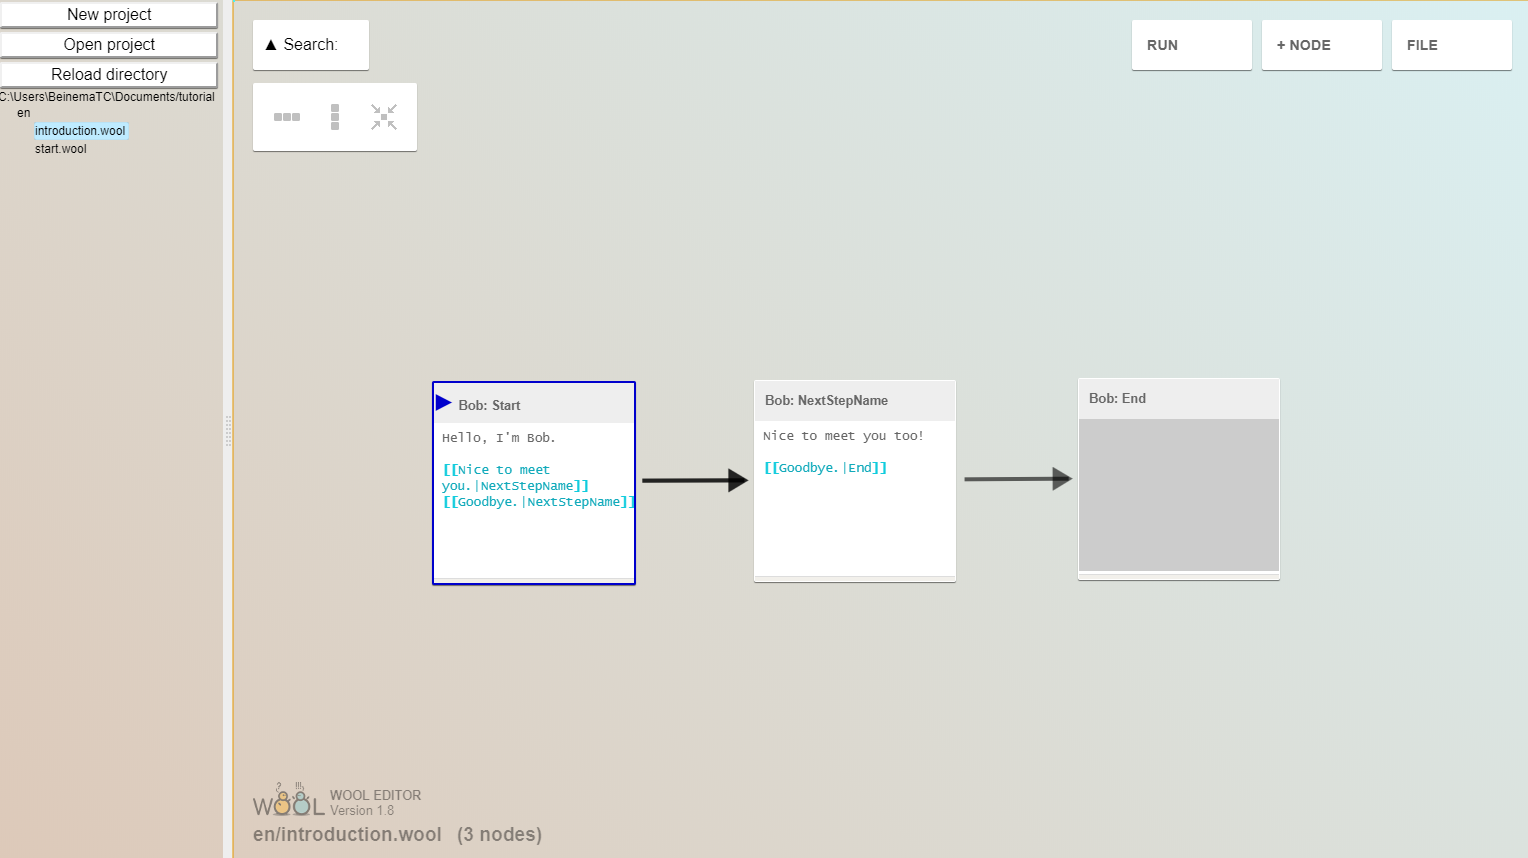 New project
Open project
Reload directory
C:\Users\BeinemaTC\Documents/tutorial
en
introduction.wool
start.wool
▲ Search:
RUN
+ NODE
FILE
Bob: Start
Hello, I'm Bob.
[[Nice to meet
you.|NextStepName]]
[[Goodbye.|NextStepName]]
Bob: NextStepName
Nice to meet you too!
[[Goodbye.|End]]
Bob: End
? !!!
WOOL
WOOL EDITOR
Version 1.8
en/introduction.wool (3 nodes)